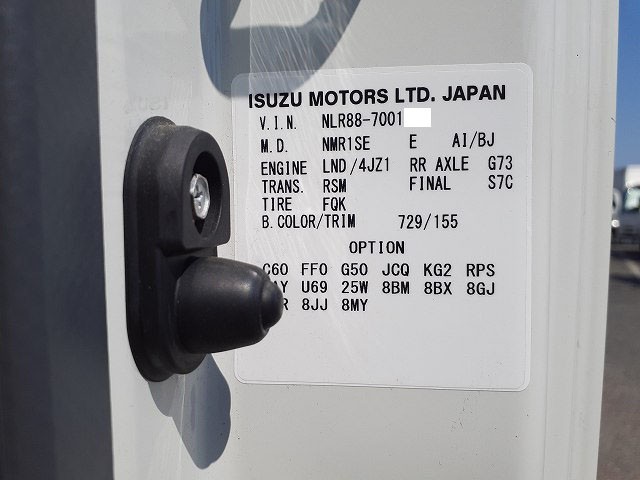 ISUZU MOTORS LTD. JAPAN
V.I.N. NLR88-7001
M.D. NMR1SE E AI/BJ
ENGINE LND/4JZ1 RR AXLE G73
TRANS. RSM FINAL S7C
TIRE FQK
B.COLOR/TRIM 729/155
OPTION
C60 FF0 G50 JCQ KG2 RPS
U69 25W 8BM 8BX 8GJ
8JJ 8MY